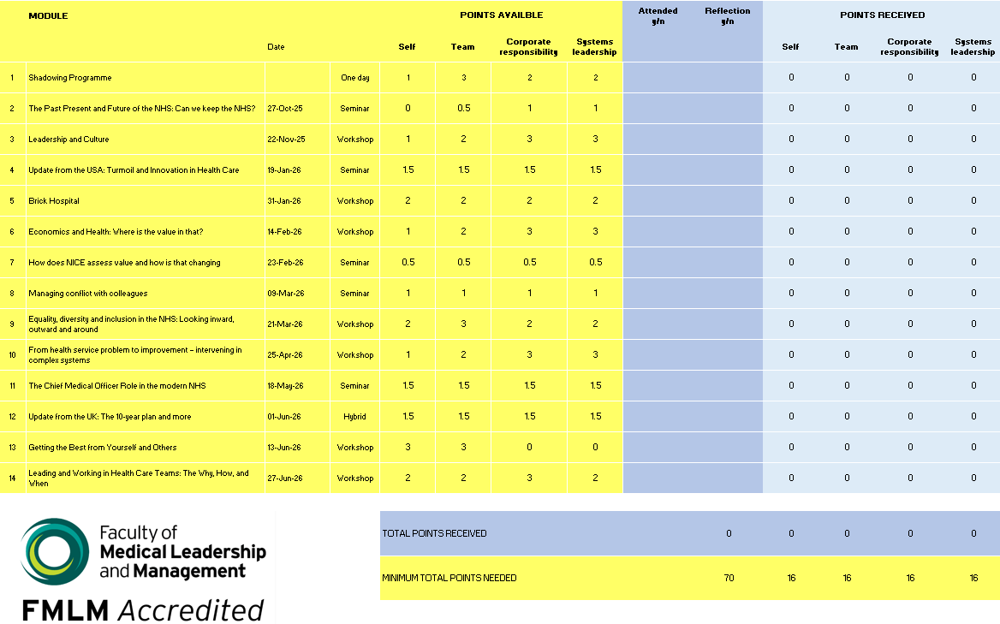 MODULE POINTS AVAILBLE Attended y/n Reflection y/n POINTS RECEIVED
Date Self Team Corporate responsibility Systems leadership Self Team Corporate responsibility Systems leadership
1 Shadowing Programme One day 1 3 2 2 0 0 0 0
2 The Past Present and Future of the NHS: Can we keep the NHS? 27-Oct-25 Seminar 0 0.5 1 1 0 0 0 0
3 Leadership and Culture 22-Nov-25 Workshop 1 2 3 3 0 0 0 0
4 Update from the USA: Turmoil and Innovation in Health Care 19-Jan-26 Seminar 1.5 1.5 1.5 1.5 0 0 0 0
5 Brick Hospital 31-Jan-26 Workshop 2 2 2 2 0 0 0 0
6 Economics and Health: Where is the value in that? 14-Feb-26 Workshop 1 2 3 3 0 0 0 0
7 How does NICE assess value and how is that changing 23-Feb-26 Seminar 0.5 0.5 0.5 0.5 0 0 0 0
8 Managing conflict with colleagues 09-Mar-26 Seminar 1 1 1 1 0 0 0 0
9 Equality, diversity and inclusion in the NHS: Looking inward, outward and around 21-Mar-26 Workshop 2 3 2 2 0 0 0 0
10 From health service problem to improvement – intervening in complex systems 25-Apr-26 Workshop 1 2 3 3 0 0 0 0
11 The Chief Medical Officer Role in the modern NHS 18-May-26 Seminar 1.5 1.5 1.5 1.5 0 0 0 0
12 Update from the UK: The 10-year plan and more 01-Jun-26 Hybrid 1.5 1.5 1.5 1.5 0 0 0 0
13 Getting the Best from Yourself and Others 13-Jun-26 Workshop 3 3 0 0 0 0 0 0
14 Leading and Working in Health Care Teams: The Why, How, and When 27-Jun-26 Workshop 2 2 3 2 0 0 0 0
TOTAL POINTS RECEIVED 0 0 0 0 0
MINIMUM TOTAL POINTS NEEDED 70 16 16 16 16
Faculty of
Medical Leadership
and Management
FMLM Accredited